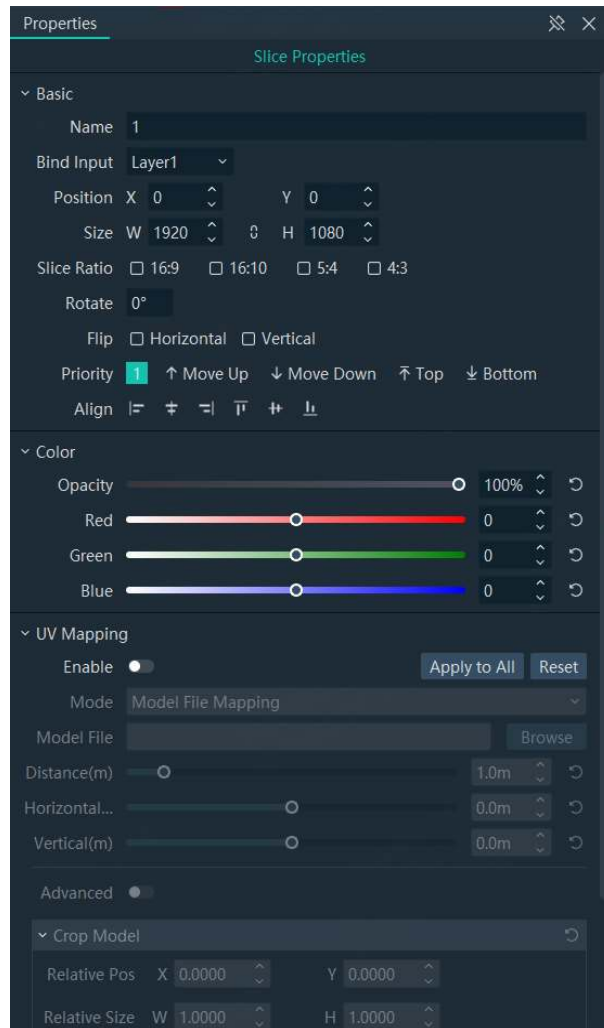 Properties
Slice Properties
Basic
Name 1
Bind Input Layer1
Position X 0 Y 0
Size W 1920 H 1080
Slice Ratio 16:9 16:10 5:4 4:3
Rotate 0°
Flip Horizontal Vertical
Priority 1 Move Up Move Down Top Bottom
Align
Color
Opacity 100%
Red 0
Green 0
Blue 0
UV Mapping
Enable Apply to All Reset
Mode Model File Mapping
Model File Browse
Distance(m) 1.0m
Horizontal... 0.0m
Vertical(m) 0.0m
Advanced
Crop Model
Relative Pos X 0.0000 Y 0.0000
Relative Size W 1.0000 H 1.0000